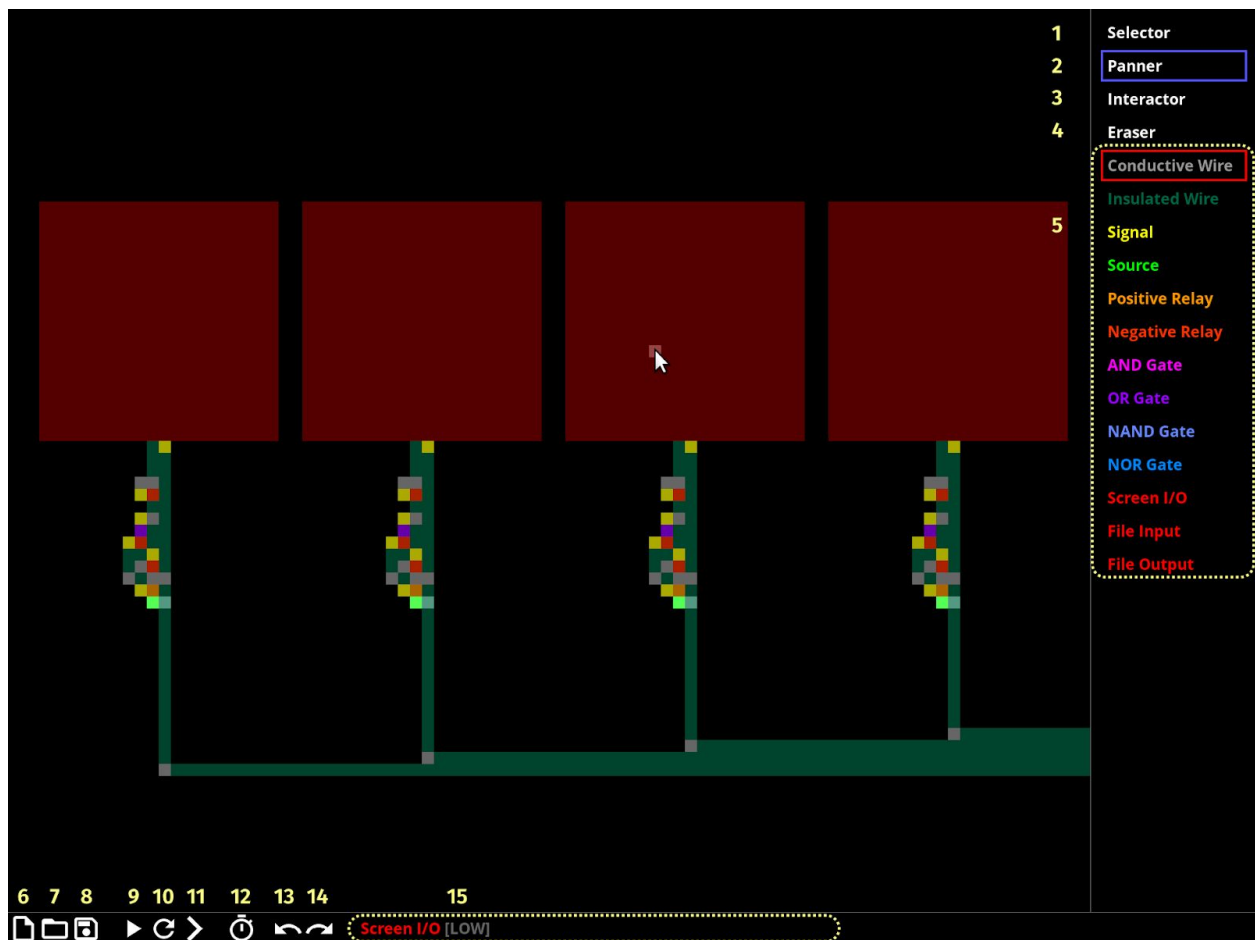 1 Selector
2 Panner
3 Interactor
4 Eraser
Conductive Wire
Insulated Wire
5
Signal
Source
Positive Relay
Negative Relay
AND Gate
OR Gate
NAND Gate
NOR Gate
Screen I/O
File Input
File Output
6 7 8 9 10 11 12 13 14 15
Screen I/O [LOW]